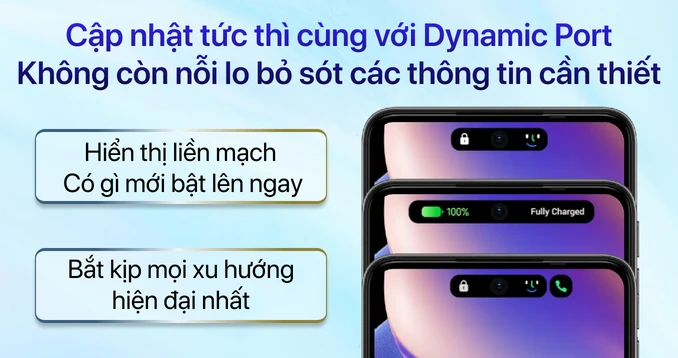 Cập nhật tức thì cùng với Dynamic Port
Không còn nỗi lo bỏ sót các thông tin cần thiết
Hiển thị liền mạch
Có gì mới bật lên ngay
100%
Fully Charged
Bắt kịp mọi xu hướng
hiện đại nhất